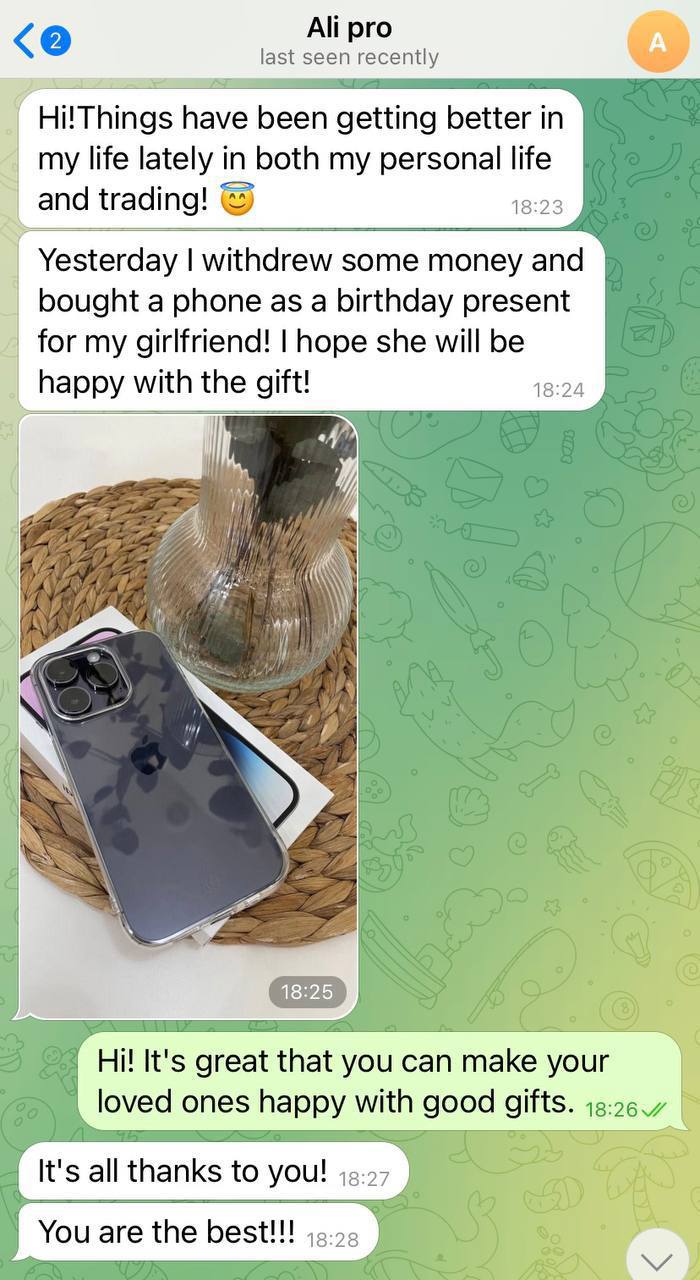 2
Ali pro
last seen recently
A
Hi!Things have been getting better in
my life lately in both my personal life
and trading! 😇
18:23
Yesterday I withdrew some money and
bought a phone as a birthday present
for my girlfriend! I hope she will be
happy with the gift!
18:24
18:25
Hi! It's great that you can make your
loved ones happy with good gifts. 18:26
It's all thanks to you! 18:27
You are the best!!! 18:28